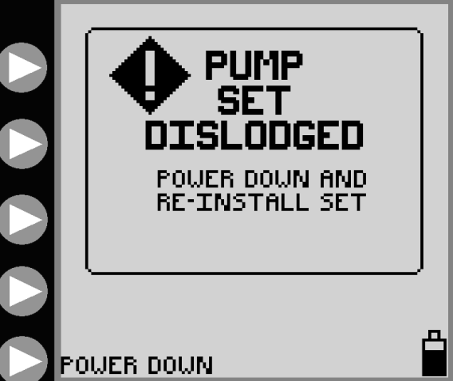 PUMP
SET
DISLODGED
POWER DOWN AND
RE-INSTALL SET
POWER DOWN